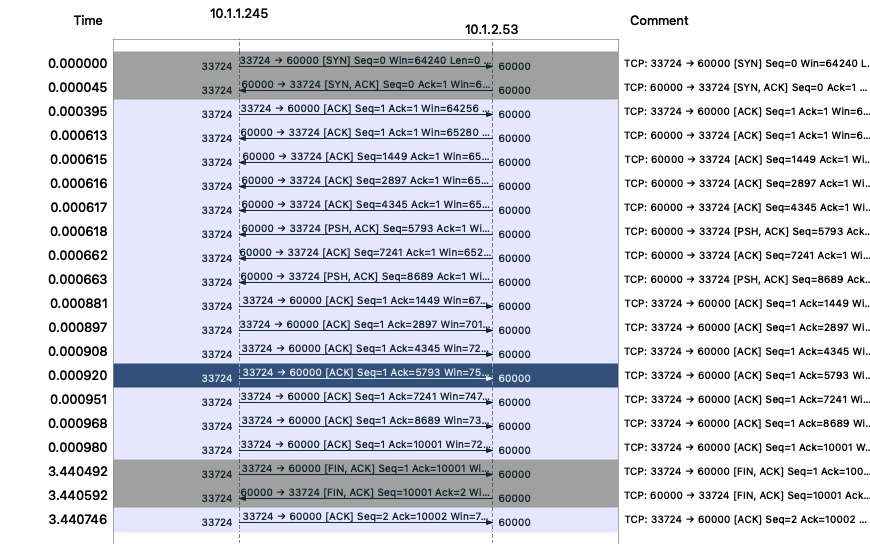 10.1.1.245
Time 10.1.2.53 Comment
0.000000 33724 33724 → 60000 [SYN] Seq=0 Win=64240 Len=0 ... 60000 TCP: 33724 → 60000 [SYN] Seq=0 Win=64240 L...
0.000045 33724 60000 → 33724 [SYN, ACK] Seq=0 Ack=1 Win=6... 60000 TCP: 60000 → 33724 [SYN, ACK] Seq=0 Ack=1 ...
0.000395 33724 33724 → 60000 [ACK] Seq=1 Ack=1 Win=64256 ... 60000 TCP: 33724 → 60000 [ACK] Seq=1 Ack=1 Win=6...
0.000613 33724 60000 → 33724 [ACK] Seq=1 Ack=1 Win=65280 ... 60000 TCP: 60000 → 33724 [ACK] Seq=1 Ack=1 Win=6...
0.000615 33724 60000 → 33724 [ACK] Seq=1449 Ack=1 Win=65... 60000 TCP: 60000 → 33724 [ACK] Seq=1449 Ack=1 Wi...
0.000616 33724 60000 → 33724 [ACK] Seq=2897 Ack=1 Win=65... 60000 TCP: 60000 → 33724 [ACK] Seq=2897 Ack=1 Wi...
0.000617 33724 60000 → 33724 [ACK] Seq=4345 Ack=1 Win=65... 60000 TCP: 60000 → 33724 [ACK] Seq=4345 Ack=1 Wi...
0.000618 33724 60000 → 33724 [PSH, ACK] Seq=5793 Ack=1 Wi... 60000 TCP: 60000 → 33724 [PSH, ACK] Seq=5793 Ack...
0.000662 33724 60000 → 33724 [ACK] Seq=7241 Ack=1 Win=652... 60000 TCP: 60000 → 33724 [ACK] Seq=7241 Ack=1 Wi...
0.000663 33724 60000 → 33724 [PSH, ACK] Seq=8689 Ack=1 Wi... 60000 TCP: 60000 → 33724 [PSH, ACK] Seq=8689 Ack...
0.000881 33724 33724 → 60000 [ACK] Seq=1 Ack=1449 Win=67... 60000 TCP: 33724 → 60000 [ACK] Seq=1 Ack=1449 Wi...
0.000897 33724 33724 → 60000 [ACK] Seq=1 Ack=2897 Win=701... 60000 TCP: 33724 → 60000 [ACK] Seq=1 Ack=2897 Wi...
0.000908 33724 33724 → 60000 [ACK] Seq=1 Ack=4345 Win=72... 60000 TCP: 33724 → 60000 [ACK] Seq=1 Ack=4345 Wi...
0.000920 33724 33724 → 60000 [ACK] Seq=1 Ack=5793 Win=75... 60000 TCP: 33724 → 60000 [ACK] Seq=1 Ack=5793 Wi...
0.000951 33724 33724 → 60000 [ACK] Seq=1 Ack=7241 Win=747... 60000 TCP: 33724 → 60000 [ACK] Seq=1 Ack=7241 Wi...
0.000968 33724 33724 → 60000 [ACK] Seq=1 Ack=8689 Win=73... 60000 TCP: 33724 → 60000 [ACK] Seq=1 Ack=8689 Wi...
0.000980 33724 33724 → 60000 [ACK] Seq=1 Ack=10001 Win=72... 60000 TCP: 33724 → 60000 [ACK] Seq=1 Ack=10001 W...
3.440492 33724 33724 → 60000 [FIN, ACK] Seq=1 Ack=10001 Wi... 60000 TCP: 33724 → 60000 [FIN, ACK] Seq=1 Ack=100...
3.440592 33724 60000 → 33724 [FIN, ACK] Seq=10001 Ack=2 Wi... 60000 TCP: 60000 → 33724 [FIN, ACK] Seq=10001 Ack...
3.440746 33724 33724 → 60000 [ACK] Seq=2 Ack=10002 Win=7... 60000 TCP: 33724 → 60000 [ACK] Seq=2 Ack=10002 ...